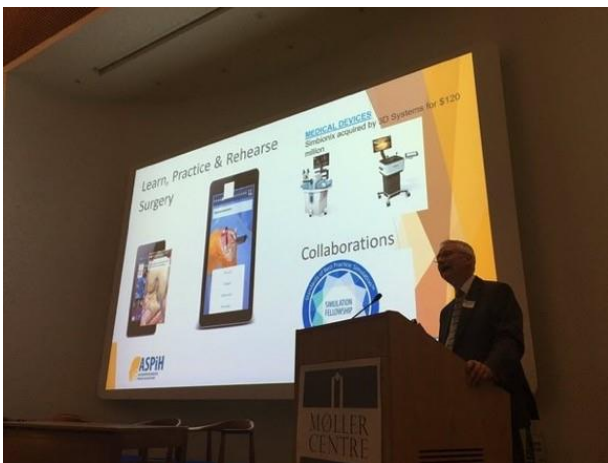 Learn, Practice & Rehearse
Surgery
MEDICAL DEVICES
Simbionix acquired by 3D Systems for $120
million
Collaborations
SIMULATION
FELLOWSHIP
ASPiH
MØLLER
CENTRE